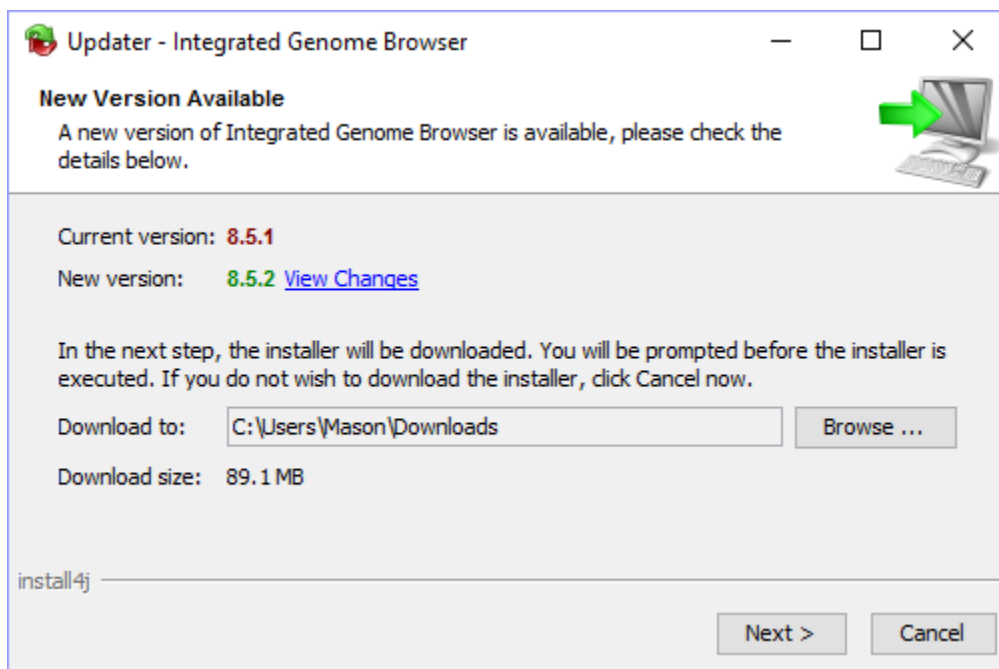 Updater - Integrated Genome Browser
New Version Available
A new version of Integrated Genome Browser is available, please check the
details below.
Current version: 8.5.1
New version: 8.5.2 View Changes
In the next step, the installer will be downloaded. You will be prompted before the installer is
executed. If you do not wish to download the installer, click Cancel now.
Download to: C:\Users\Mason\Downloads Browse ...
Download size: 89.1 MB
install4j
Next > Cancel